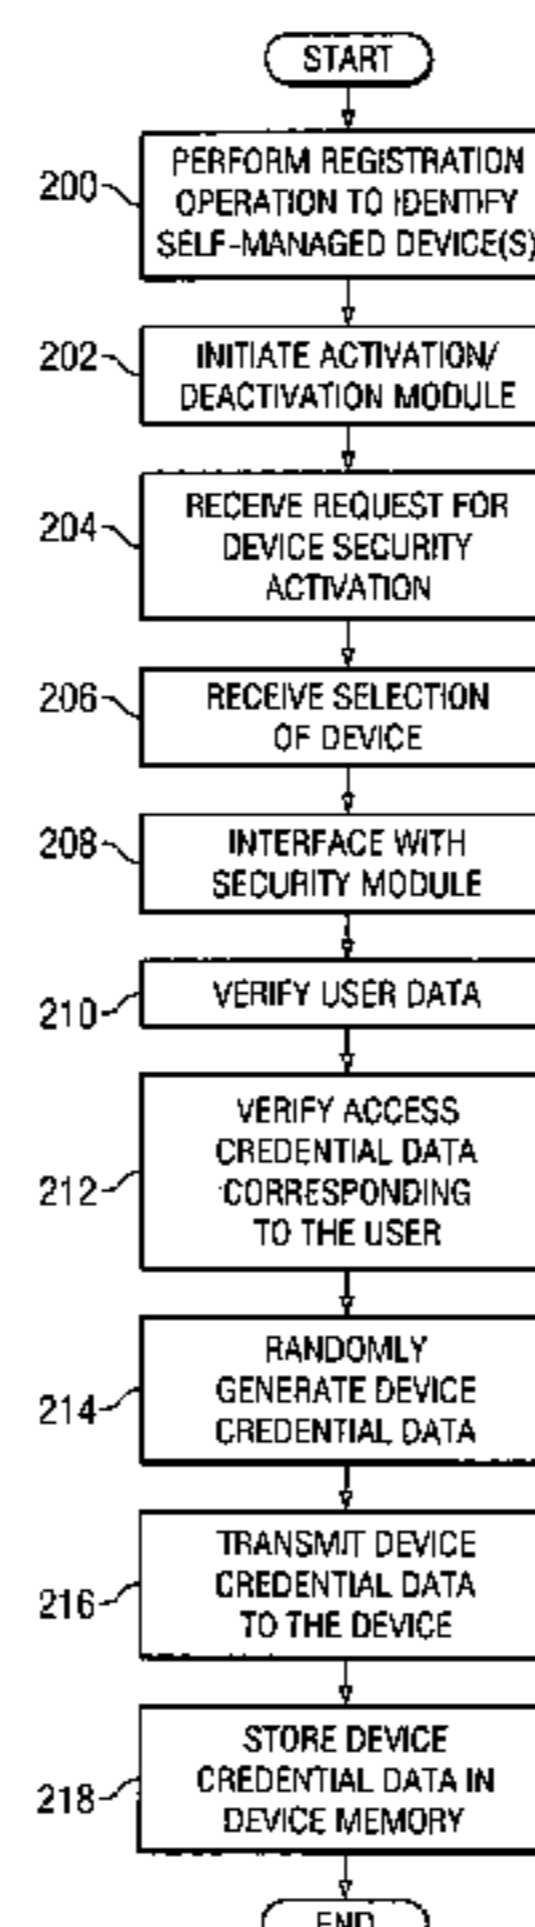 START
200
PERFORM REGISTRATION
OPERATION TO IDENTIFY
SELF-MANAGED DEVICE(S)
202
INITIATE ACTIVATION/
DEACTIVATION MODULE
204
RECEIVE REQUEST FOR
DEVICE SECURITY
ACTIVATION
206
RECEIVE SELECTION
OF DEVICE
208
INTERFACE WITH
SECURITY MODULE
210
VERIFY USER DATA
212
VERIFY ACCESS
CREDENTIAL DATA
CORRESPONDING
TO THE USER
214
RANDOMLY
GENERATE DEVICE
CREDENTIAL DATA
216
TRANSMIT DEVICE
CREDENTIAL DATA
TO THE DEVICE
218
STORE DEVICE
CREDENTIAL DATA IN
DEVICE MEMORY
END